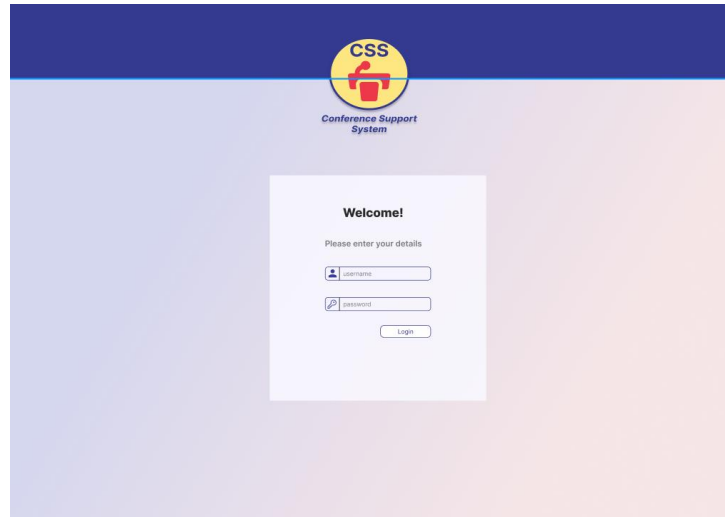 CSS
Conference Support
System
Welcome!
Please enter your details
username
password
Login